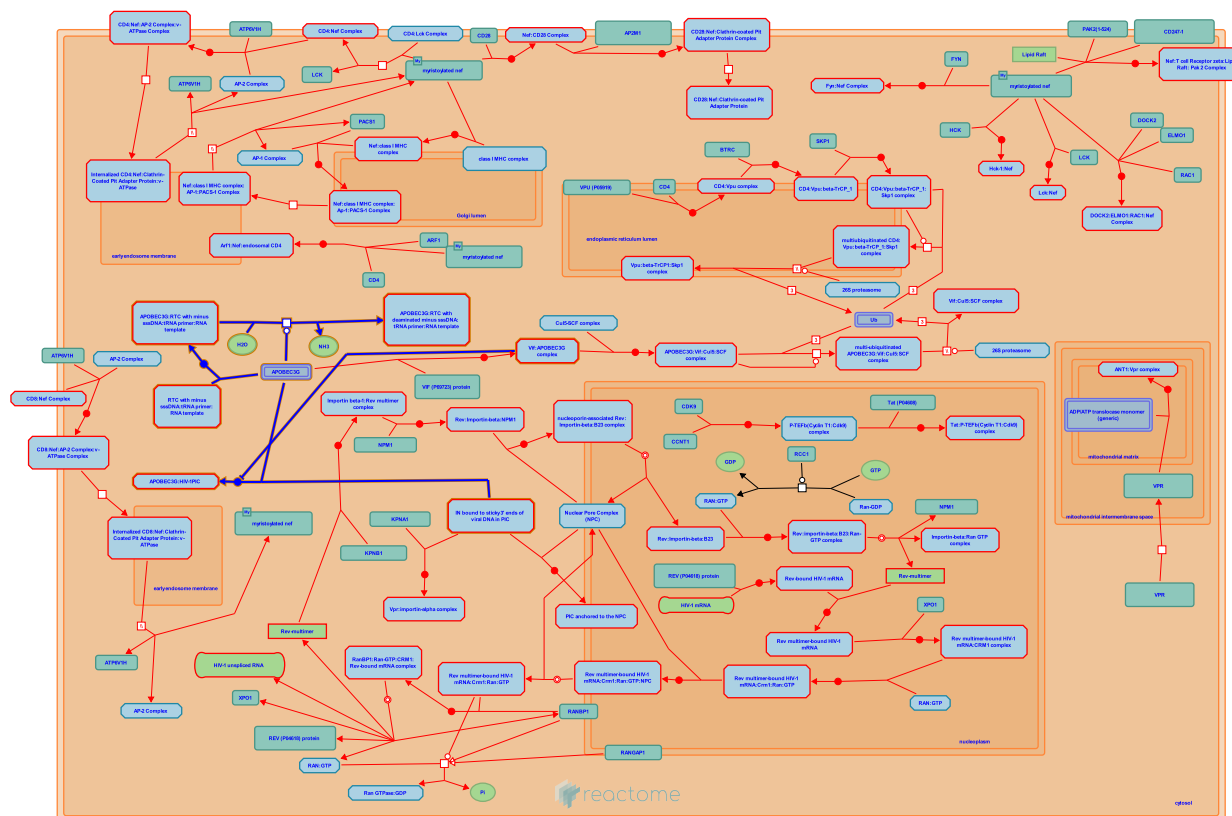 CD4:Nef:AP-2 Complex:v-
ATPase Complex
ATP6V1H
CD4:Nef Complex
CD4:Lck Complex
CD28
Nef:CD28 Complex
AP2M1
CD28:Nef:Clathrin-coated Pit
Adapter Protein Complex
PAK2(1-524)
CD247-1
LCK
My
myristoylated nef
FYN
Lipid Raft
Nef:T cell Receptor zeta:Lip
Raft: Pak 2 Complex
ATP6V1H
AP-2 Complex
Fyn:Nef Complex
My
myristoylated nef
CD28:Nef:Clathrin-coated Pit
Adapter Protein
5
5
PACS1
HCK
DOCK2
ELMO1
AP-1 Complex
Nef:class I MHC
complex
class I MHC complex
BTRC
SKP1
LCK
Hck-1:Nef
RAC1
Internalized CD4:Nef:Clathrin-
Coated Pit Adapter Protein:v-
ATPase
Nef:class I MHC complex:
Ap-1:PACS-1 Complex
Nef:class I MHC complex:
Ap-1:PACS-1 Complex
Golgi lumen
VPU (P05919)
CD4
CD4:Vpu complex
CD4:Vpu:beta-TrCP_1
CD4:Vpu:beta-TrCP_1:
Skp1 complex
Lck:Nef
DOCK2:ELMO1:RAC1:Nef
Complex
early endosome membrane
Arf1:Nef:endosomal CD4
ARF1
My
myristoylated nef
CD4
endoplasmic reticulum lumen
multiubiquitinated CD4:
Vpu:beta-TrCP_1:Skp1
complex
Vpu:beta-TrCP1:Skp1
complex
26S proteasome
3
3
APOBEC3G:RTC with minus
sssDNA:tRNA primer:RNA
template
APOBEC3G:RTC with
deaminated minus sssDNA:
tRNA primer:RNA template
Vif:Cul5:SCF complex
H2O
NH3
Cul5-SCF complex
Ub
3
3
ATP6V1H
AP-2 Complex
APOBEC3G
Vif:APOBEC3G
complex
APOBEC3G:Vif:Cul5:SCF
complex
multi-ubiquitinated
APOBEC3G:Vif:Cul5:SCF
complex
26S proteasome
ANT1:Vpr complex
CD8:Nef Complex
RTC with minus
sssDNA:tRNA primer:
RNA template
VIF (P69723) protein
Importin beta-1:Rev multimer
complex
Rev:Importin-beta:NPM1
nucleoporin-associated Rev:
Importin-beta:B23 complex
CDK9
Tat (P04608)
ADP/ATP translocase monomer
(generic)
CD8:Nef:AP-2 Complex:v-
ATPase Complex
NPM1
CCNT1
P-TEFb(Cyclin T1:Cdk9)
complex
Tat:P-TEFb(Cyclin T1:Cdk9)
complex
mitochondrial matrix
APOBEC3G:HIV-1PIC
GDP
RCC1
GTP
VPR
IN bound to sticky 3' ends of
viral DNA in PIC
RAN:GTP
Ran-GDP
Nuclear Pore Complex
(NPC)
mitochondrial intermembrane space
Internalized CD8:Nef:Clathrin-
Coated Pit Adapter Protein:v-
ATPase
My
myristoylated nef
KPNA1
NPM1
KPNB1
Rev:Importin-beta:B23
Rev:importin-beta:B23:Ran-
GTP complex
Importin-beta:Ran GTP
complex
early endosome membrane
REV (P04618) protein
Rev-bound HIV-1 mRNA
Rev-multimer
VPR
HIV-1 mRNA
XPO1
Vpr:importin-alpha complex
PIC anchored to the NPC
5
Rev-multimer
Rev multimer-bound HIV-1
mRNA
Rev multimer-bound HIV-1
mRNA:CRM1 complex
ATP6V1H
HIV-1 unspliced RNA
RanBP1:Ran-GTP:CRM1:
Rev-bound mRNA complex
Rev multimer-bound HIV-1
mRNA:Crm1:Ran:GTP
Rev multimer-bound HIV-1
mRNA:Crm1:Ran:GTP:NPC
Rev multimer-bound HIV-1
mRNA:Crm1:Ran:GTP
AP-2 Complex
XPO1
RANBP1
RAN:GTP
REV (P04618) protein
RAN:GTP
RANGAP1
nucleoplasm
Ran GTPase:GDP
Pi
reactome
cytosol